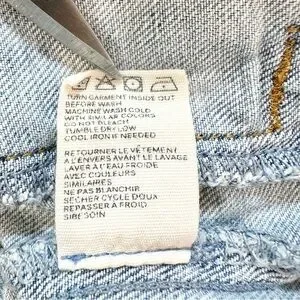 TURN GARMENT INSIDE OUT
BEFORE WASH
MACHINE WASH COLD
WITH SIMILAR COLORS
DO NOT BLEACH
TUMBLE DRY LOW
COOL IRON IF NEEDED
RETOURNER LE VÊTEMENT
A L'ENVERS AVANT LE LAVAGE
LAVER A L'EAU FROIDE
AVEC COULEURS
SIMILAIRES
NE PAS BLANCHIR
SÉCHER CYCLE DOUX
REPASSER A FROID
SIBE SOIN